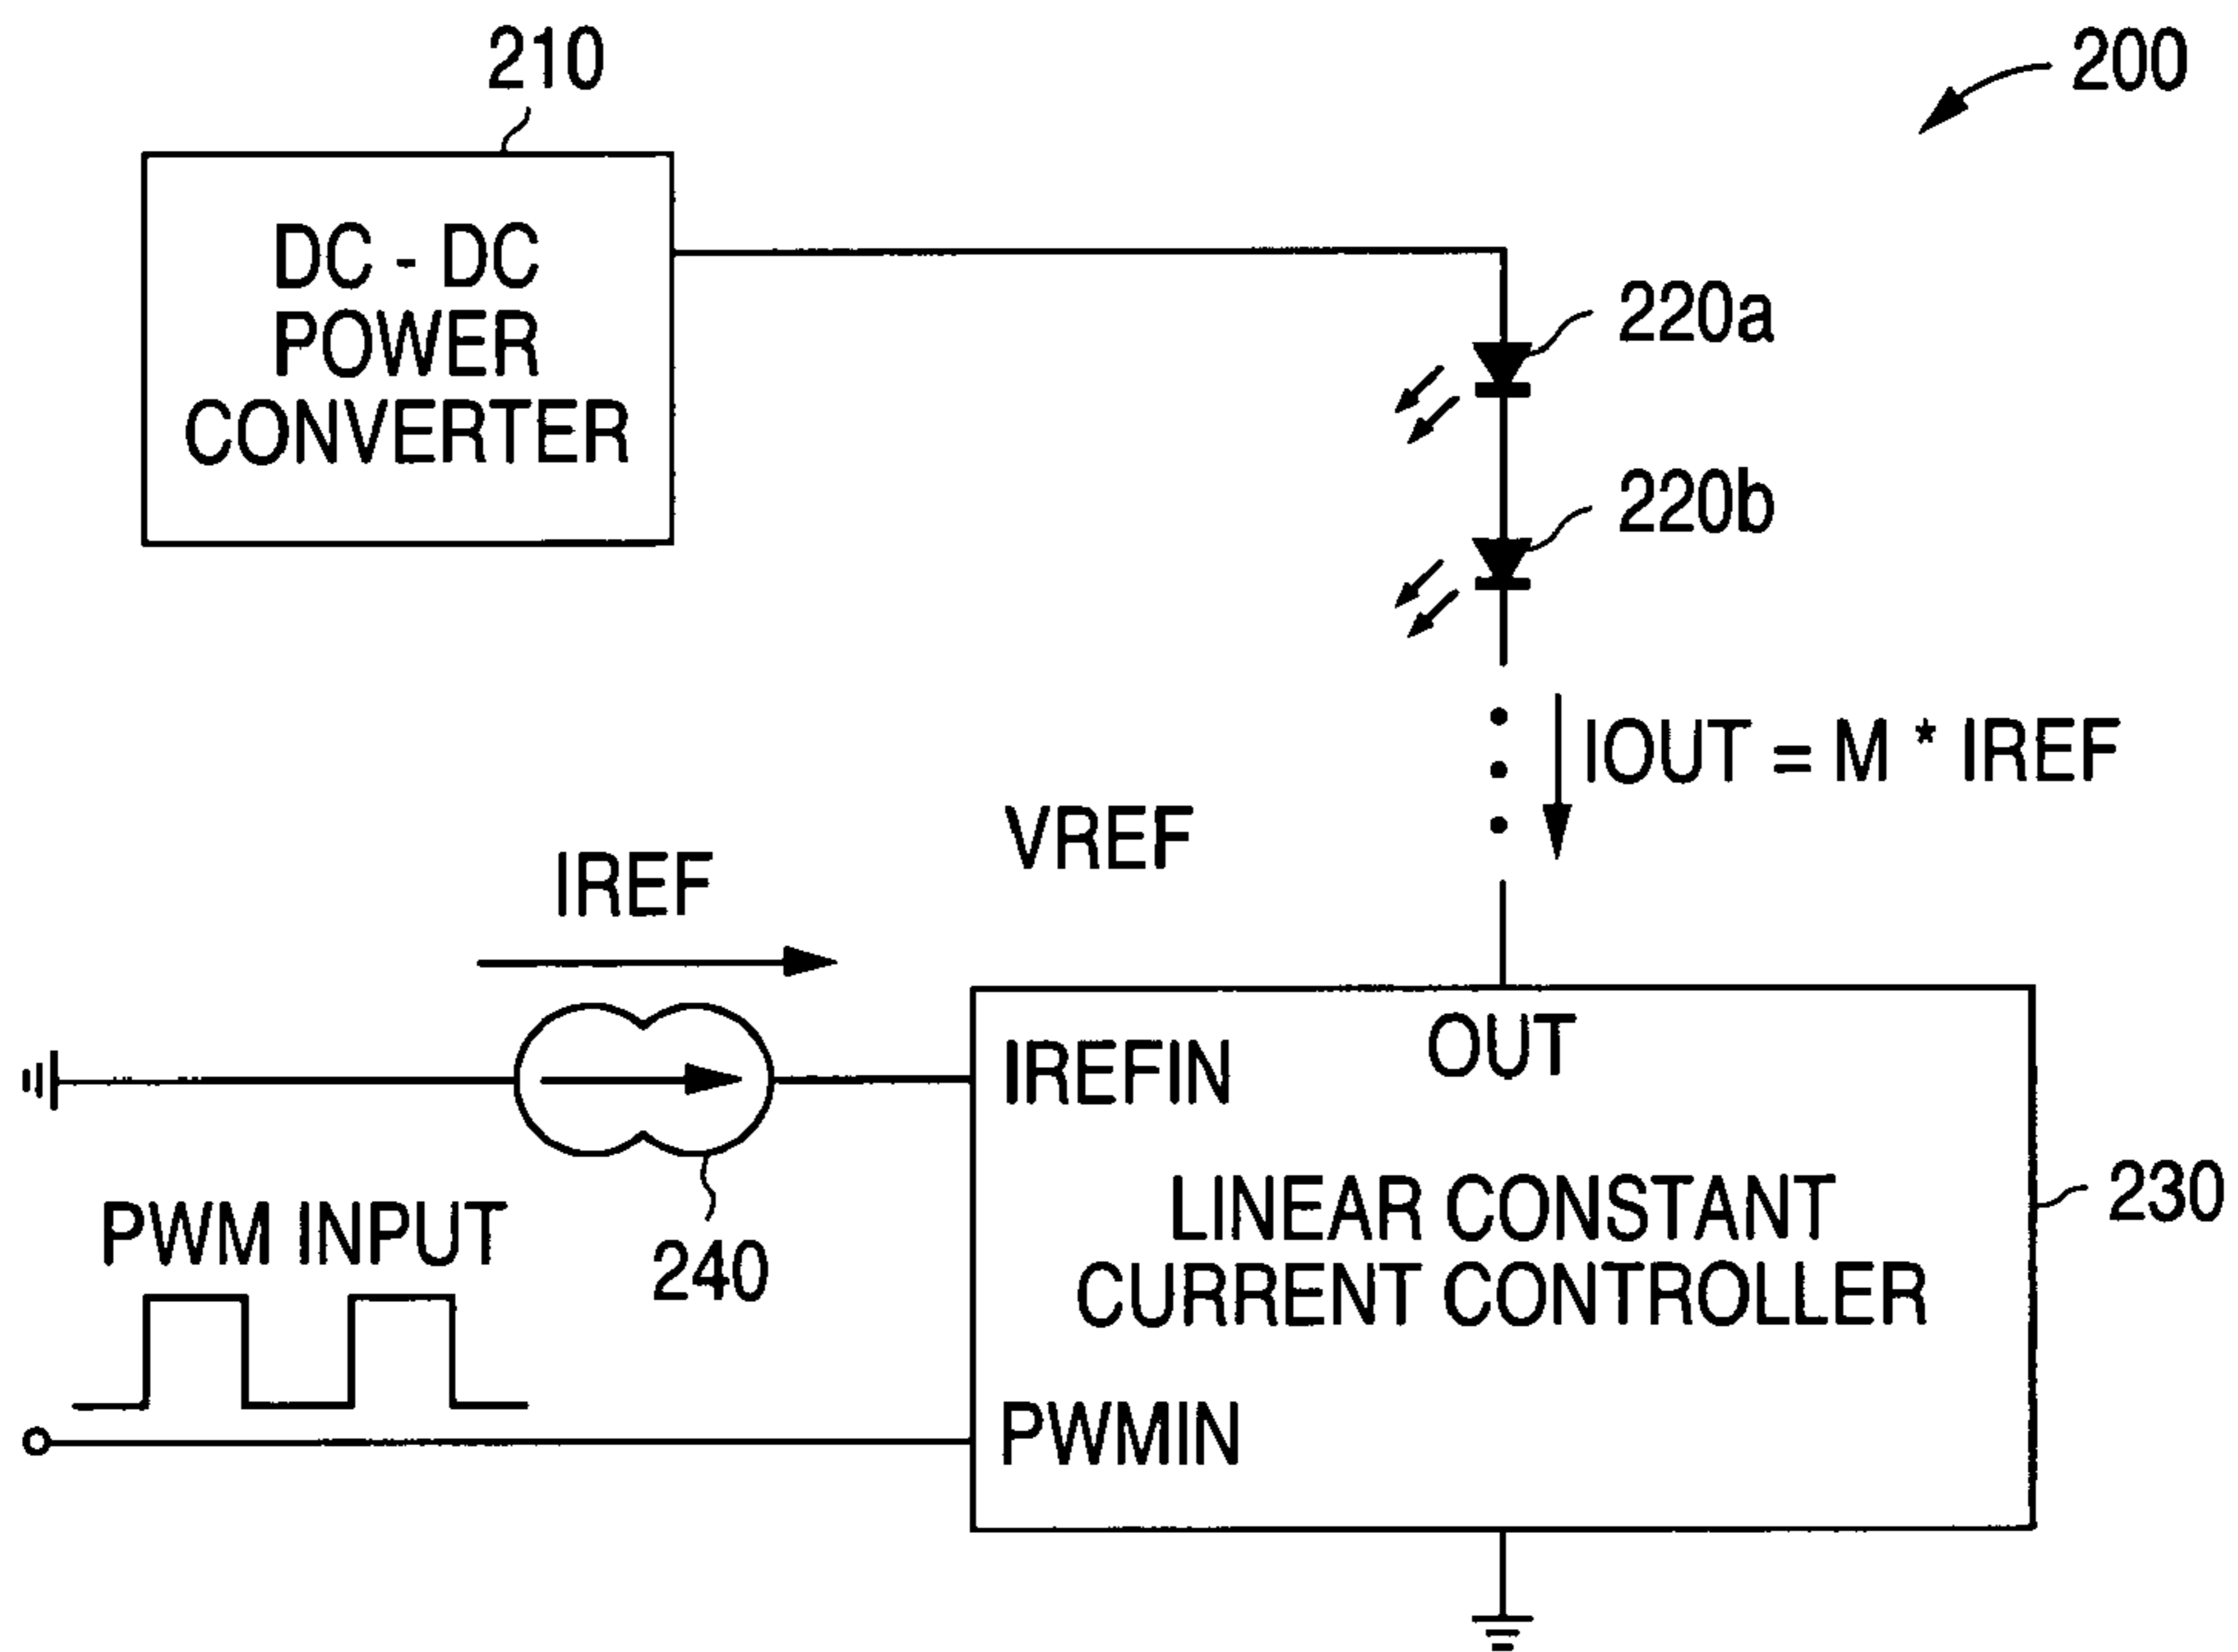 210
200
DC - DC
POWER
CONVERTER
220a
220b
IOUT = M * IREF
VREF
IREF
IREFIN
OUT
LINEAR CONSTANT
CURRENT CONTROLLER
230
PWM INPUT
240
PWMIN